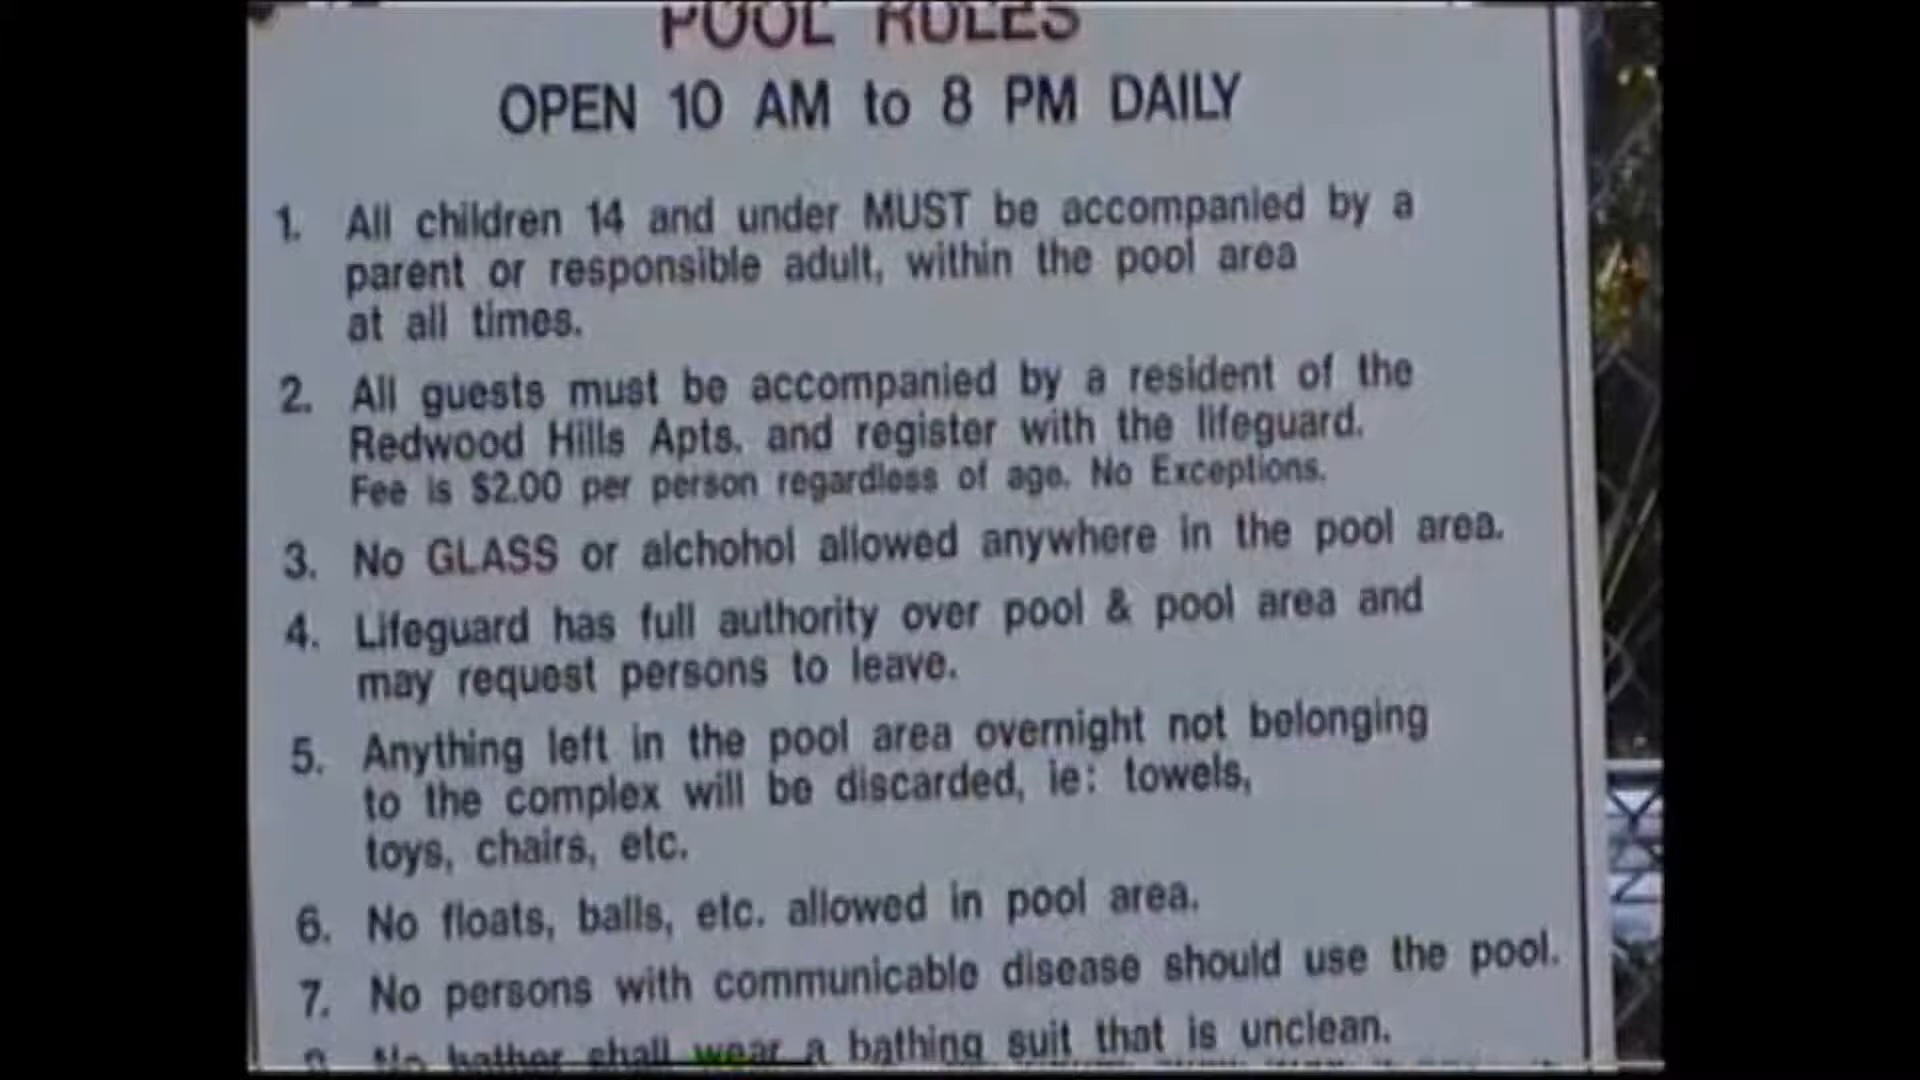 POOL RULES
OPEN 10 AM to 8 PM DAILY
1. All children 14 and under MUST be accompanied by a
parent or responsible adult, within the pool area
at all times.
2. All guests must be accompanied by a resident of the
Redwood Hills Apts. and register with the lifeguard.
Fee is $2.00 per person regardless of age. No Exceptions.
3. No GLASS or alchohol allowed anywhere in the pool area.
4. Lifeguard has full authority over pool & pool area and
may request persons to leave.
5. Anything left in the pool area overnight not belonging
to the complex will be discarded, ie: towels,
toys, chairs, etc.
6. No floats, balls, etc. allowed in pool area.
7. No persons with communicable disease should use the pool.
8. No bather shall wear a bathing suit that is unclean.